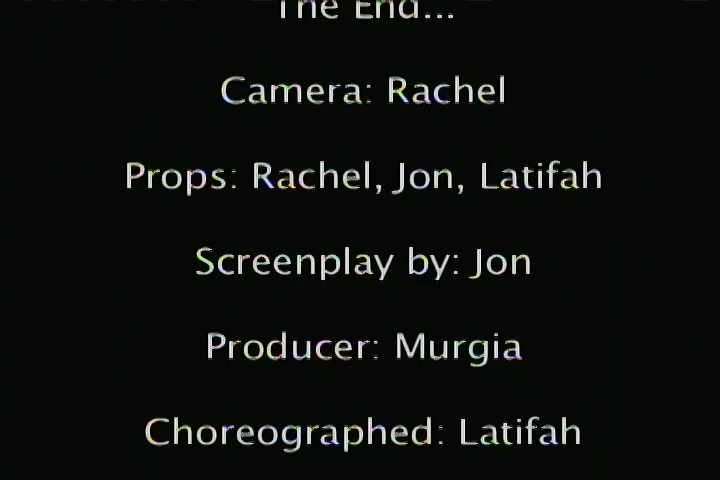 The End...
Camera: Rachel
Props: Rachel, Jon, Latifah
Screenplay by: Jon
Producer: Murgia
Choreographed: Latifah